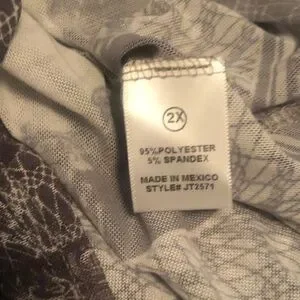 2X
95%POLYESTER
5% SPANDEX
MADE IN MEXICO
STYLE# JT2571